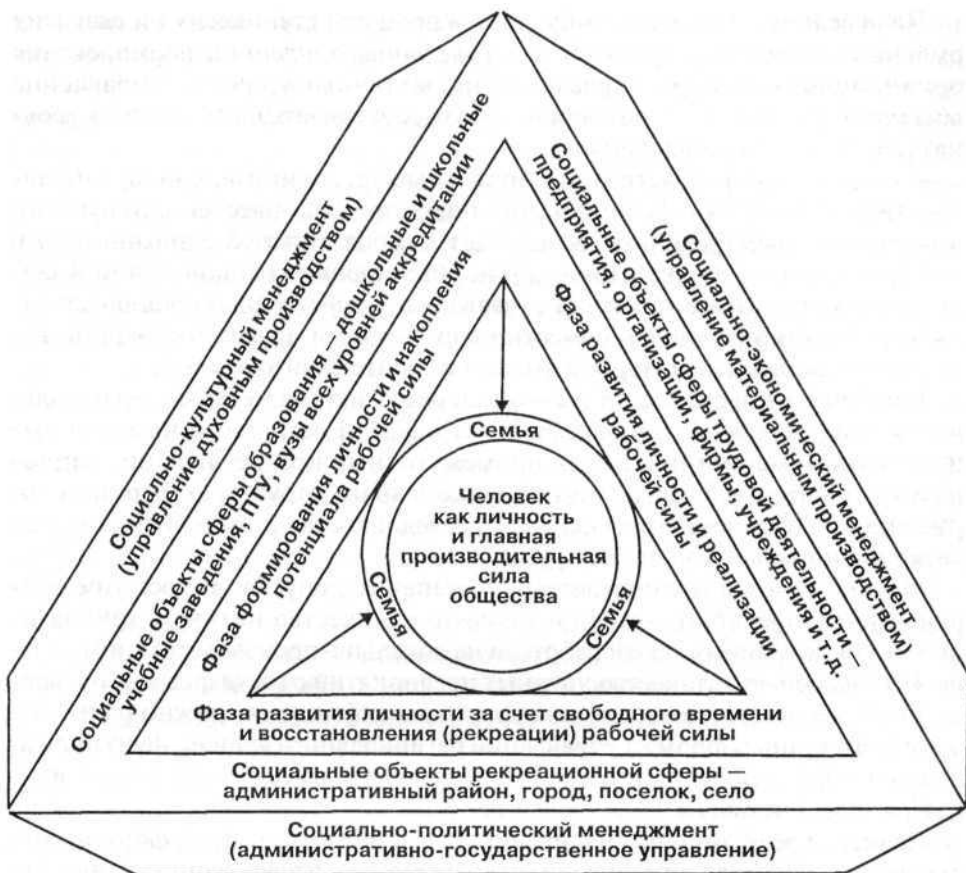 Социально-культурный менеджмент
(управление духовным производством)
Социальные объекты сферы образования — дошкольные и школьные
учебные заведения, ПТУ, вузы всех уровней аккредитации
Фаза формирования личности и накопления
потенциала рабочей силы
Социально-экономический менеджмент
(управление материальным производством)
Социальные объекты сферы трудовой деятельности —
предприятия, организации, фирмы, учреждения и т.д.
Фаза развития личности и реализации
рабочей силы
Семья
Человек
как личность
и главная
производительная
сила
общества
Семья
Семья
Фаза развития личности за счет свободного времени
и восстановления (рекреации) рабочей силы
Социальные объекты рекреационной сферы —
административный район, город, поселок, село
Социально-политический менеджмент
(административно-государственное управление)